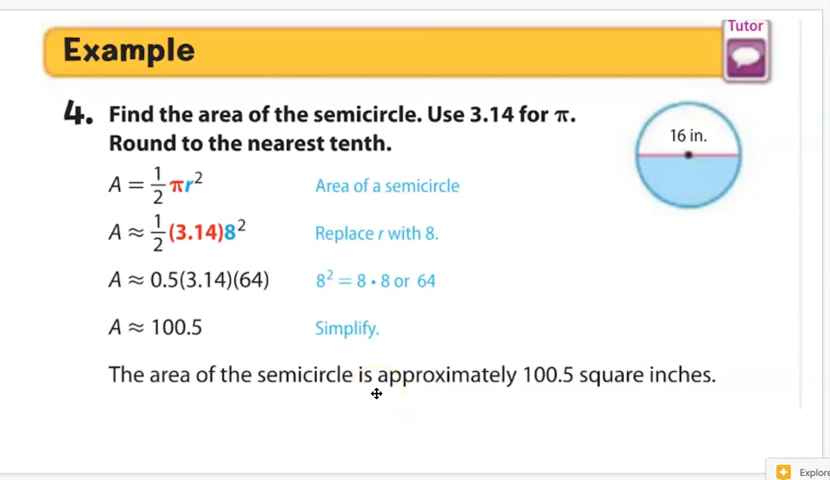 Tutor
Example
4. Find the area of the semicircle. Use 3.14 for π.
Round to the nearest tenth.
16 in.
A = 1/2 πr² Area of a semicircle
A ≈ 1/2 (3.14)8² Replace r with 8.
A ≈ 0.5(3.14)(64) 8² = 8 • 8 or 64
A ≈ 100.5 Simplify.
The area of the semicircle is approximately 100.5 square inches.
Explore